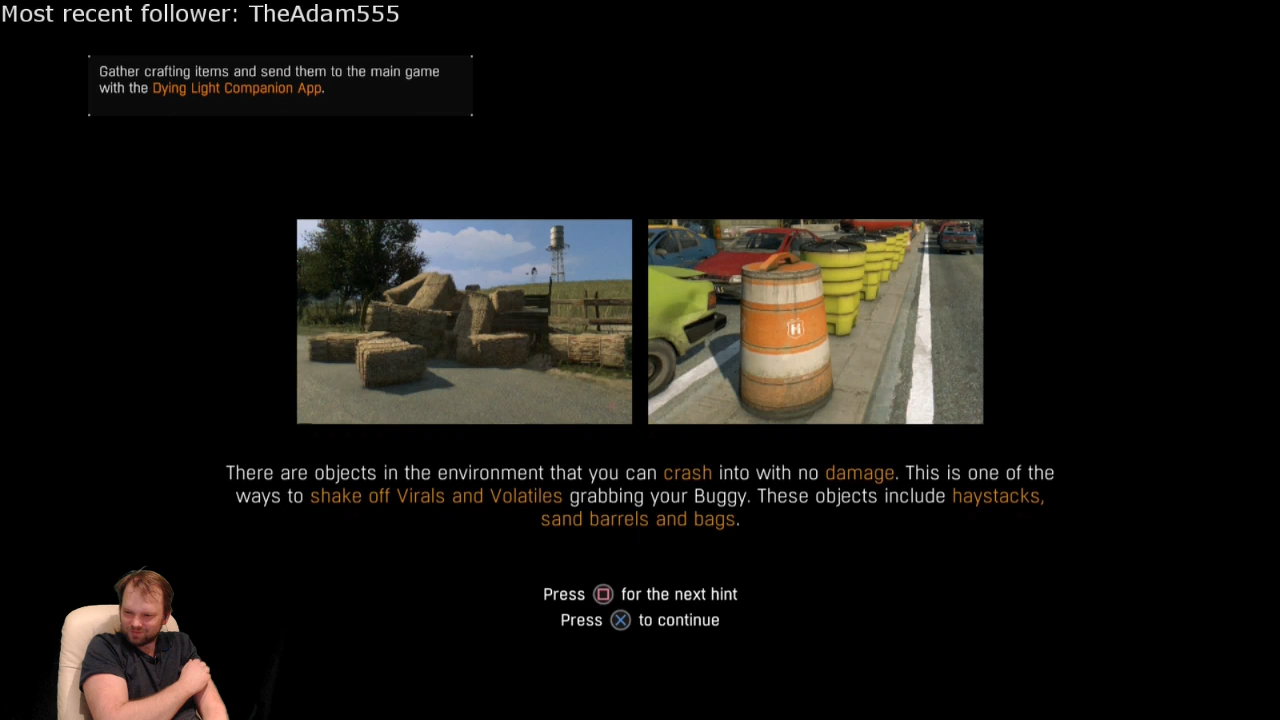 Most recent follower: TheAdam555
Gather crafting items and send them to the main game
with the Dying Light Companion App.
H
There are objects in the environment that you can crash into with no damage. This is one of the
ways to shake off Virals and Volatiles grabbing your Buggy. These objects include haystacks,
sand barrels and bags.
Press for the next hint
Press to continue